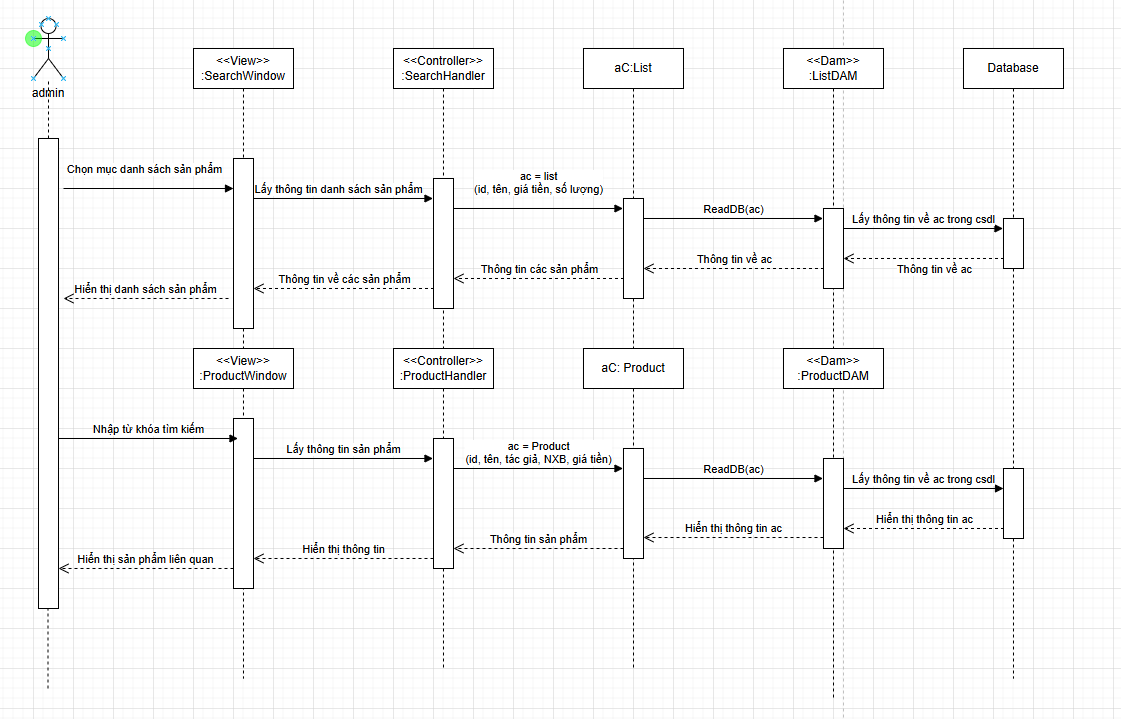 admin
<<View>>
:SearchWindow
<<Controller>>
:SearchHandler
aC:List
<<Dam>>
:ListDAM
Database
Chọn mục danh sách sản phẩm
Lấy thông tin danh sách sản phẩm
ac = list
(id, tên, giá tiền, số lượng)
ReadDB(ac)
Lấy thông tin về ac trong csdl
Thông tin về ac
Thông tin về ac
Thông tin các sản phẩm
Thông tin về các sản phẩm
Hiển thị danh sách sản phẩm
<<View>>
:ProductWindow
<<Controller>>
:ProductHandler
aC: Product
<<Dam>>
:ProductDAM
Nhập từ khóa tìm kiếm
Lấy thông tin sản phẩm
ac = Product
(id, tên, tác giả, NXB, giá tiền)
ReadDB(ac)
Lấy thông tin về ac trong csdl
Hiển thị thông tin ac
Hiển thị thông tin ac
Thông tin sản phẩm
Hiển thị thông tin
Hiển thị sản phẩm liên quan